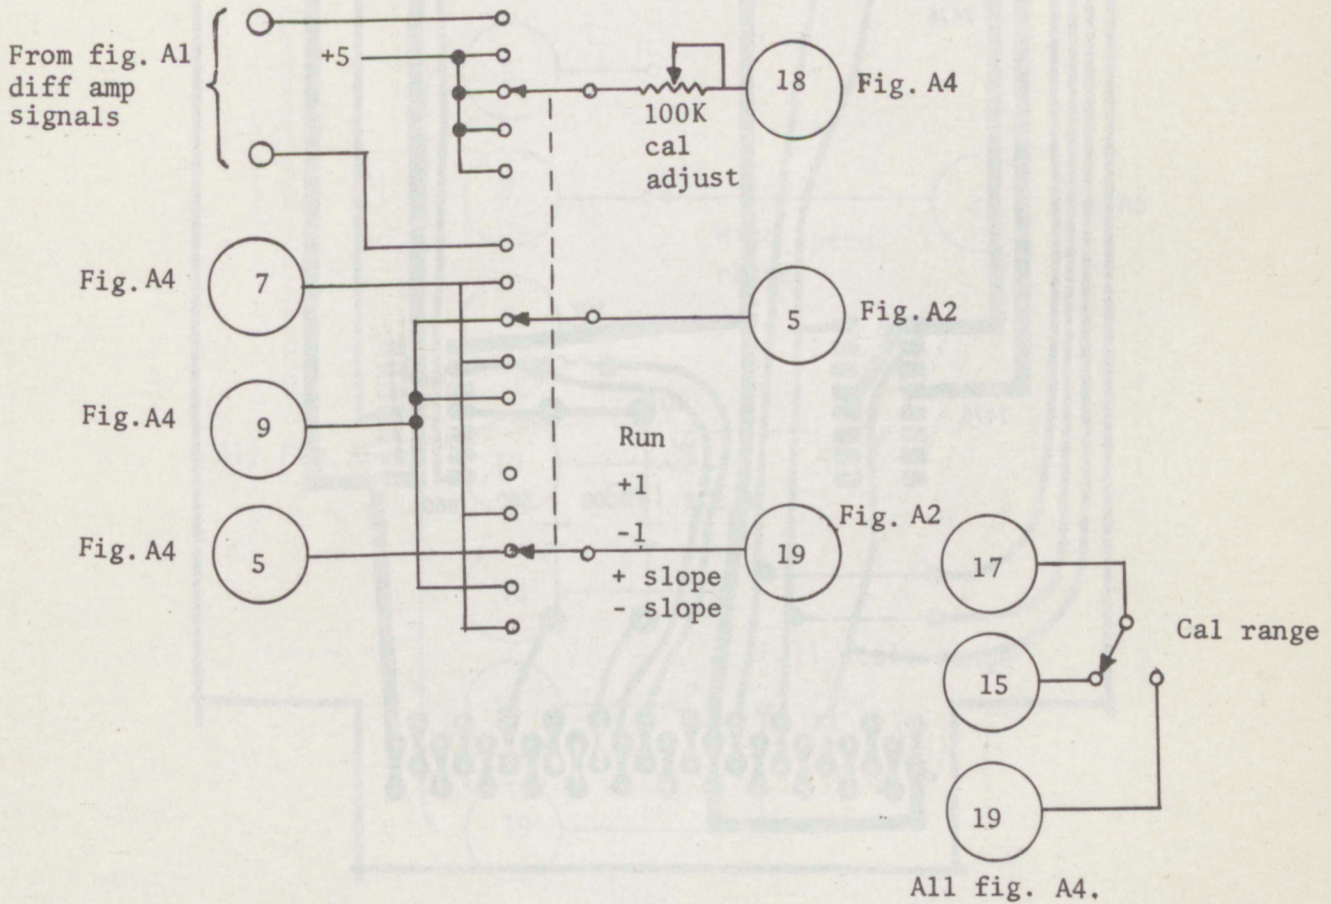 From fig. A1
diff amp
signals
+5
100K
cal
adjust
18
Fig. A4
Fig. A4
7
5
Fig. A2
Fig. A4
9
Run
+1
-1
+ slope
- slope
Fig. A4
5
19
Fig. A2
17
15
19
Cal range
All fig. A4.